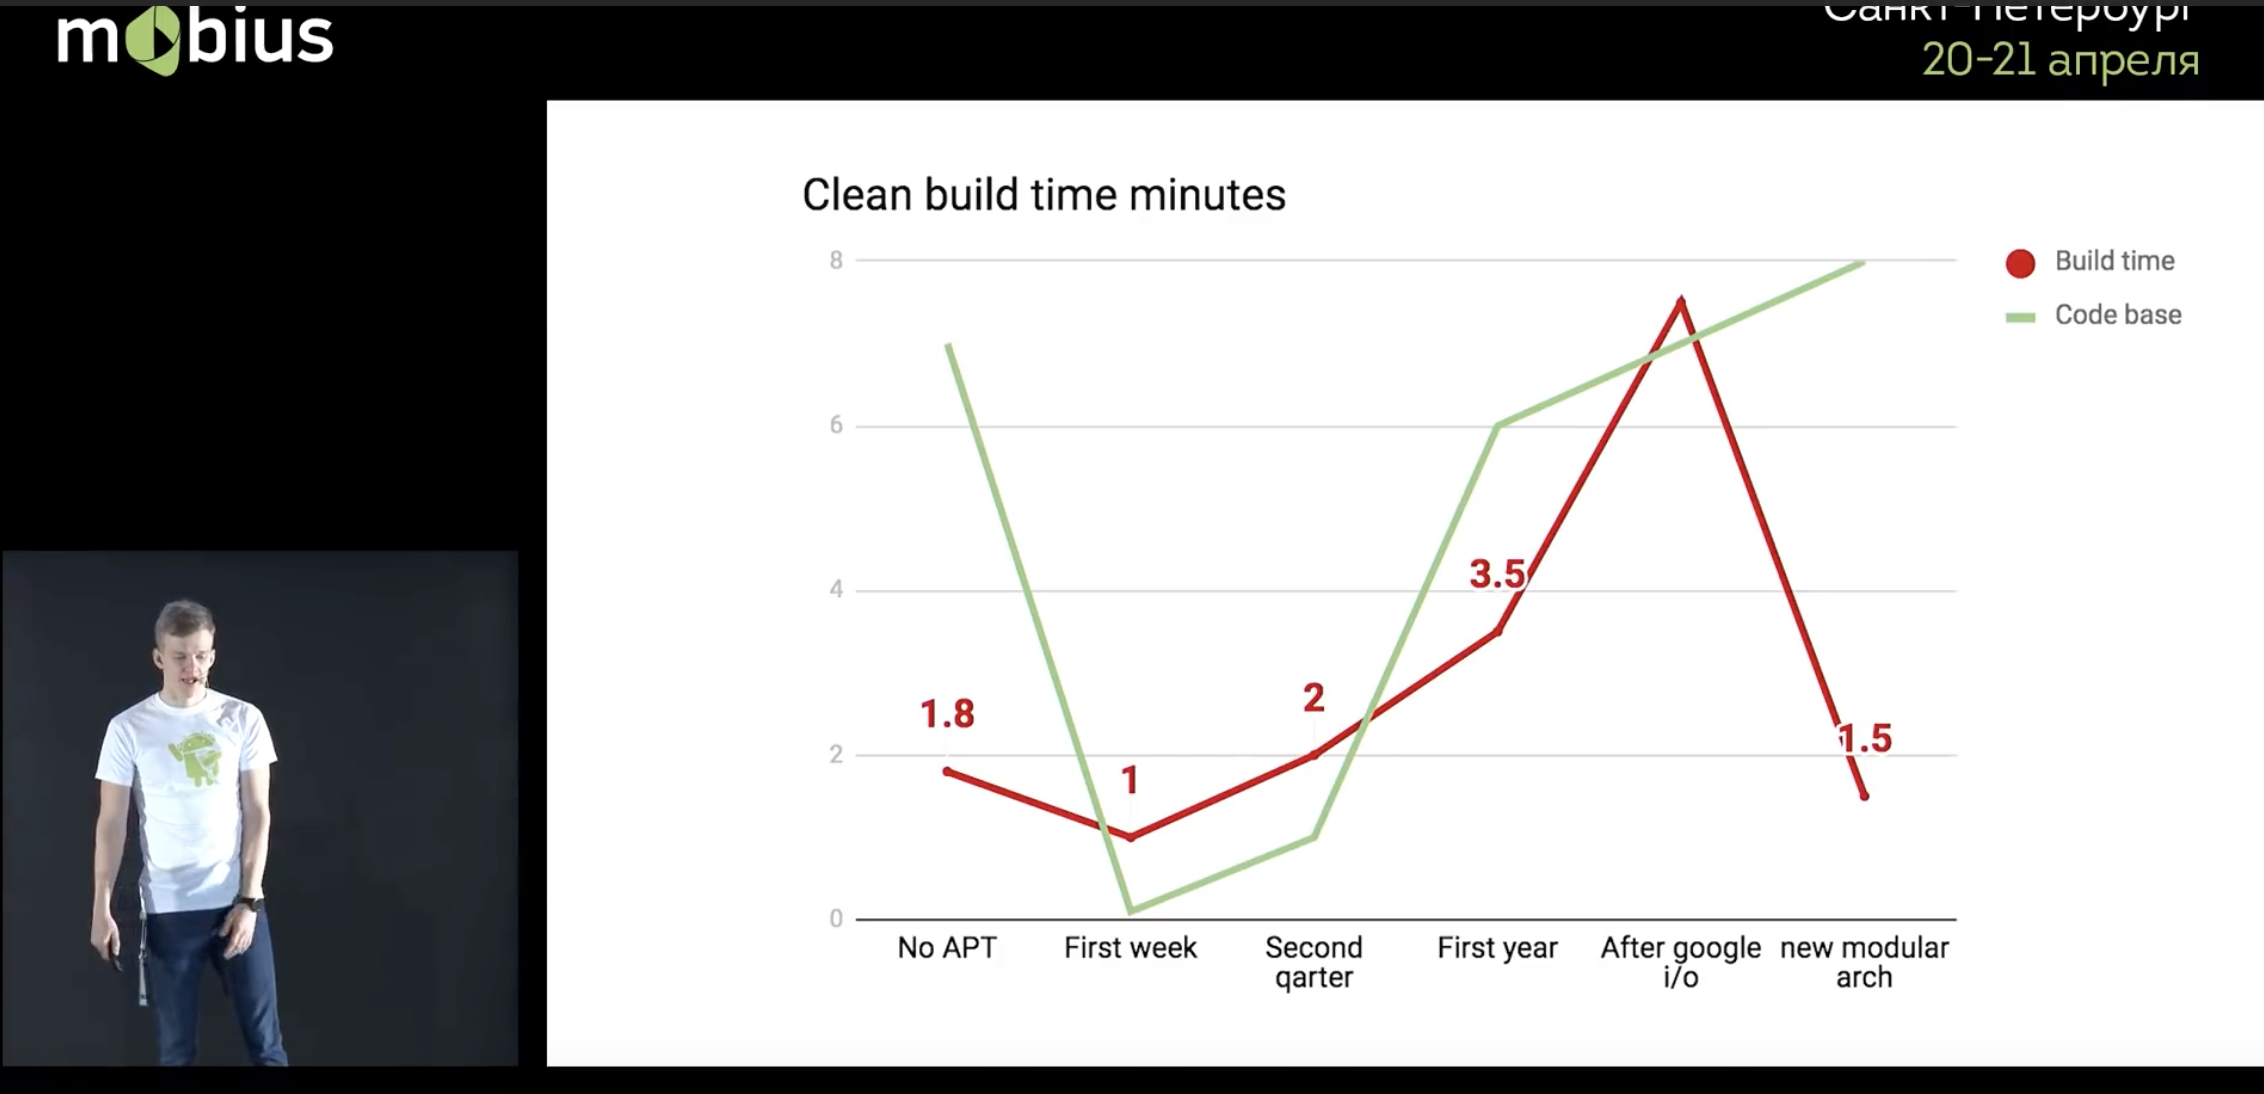 mobius
Санкт-Петербург
20-21 апреля
Clean build time minutes
8
6
4
2
0
1.8
1
2
3.5
1.5
Build time
Code base
No APT
First week
Second
qarter
First year
After google
i/o
new modular
arch